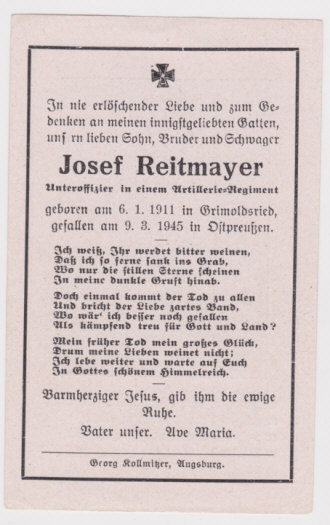 In nie erlöschender Liebe und zum Ge-
denken an meinen innigstgeliebten Gatten,
uns rn lieben Sohn, Bruder und Schwager
Josef Reitmayer
Unteroffizier in einem Artillerie-Regiment
geboren am 6. 1. 1911 in Grimoldsried,
gefallen am 9. 3. 1945 in Ostpreußen.
Ich weiß, Ihr werdet bitter weinen,
Daß ich so ferne sank ins Grab,
Wo nur die stillen Sterne scheinen
In meine dunkle Gruft hinab.
Doch einmal kommt der Tod zu allen
Und bricht der Liebe zartes Band,
Wo wär' ich besser noch gefallen
Als kämpfend treu für Gott und Land?
Mein früher Tod mein großes Glück,
Drum meine Lieben weinet nicht;
Ich lebe weiter und warte auf Euch
In Gottes schönem Himmelreich.
Barmherziger Jesus, gib ihm die ewige
Ruhe.
Vater unser. Ave Maria.
Georg Kollmitzer, Augsburg.